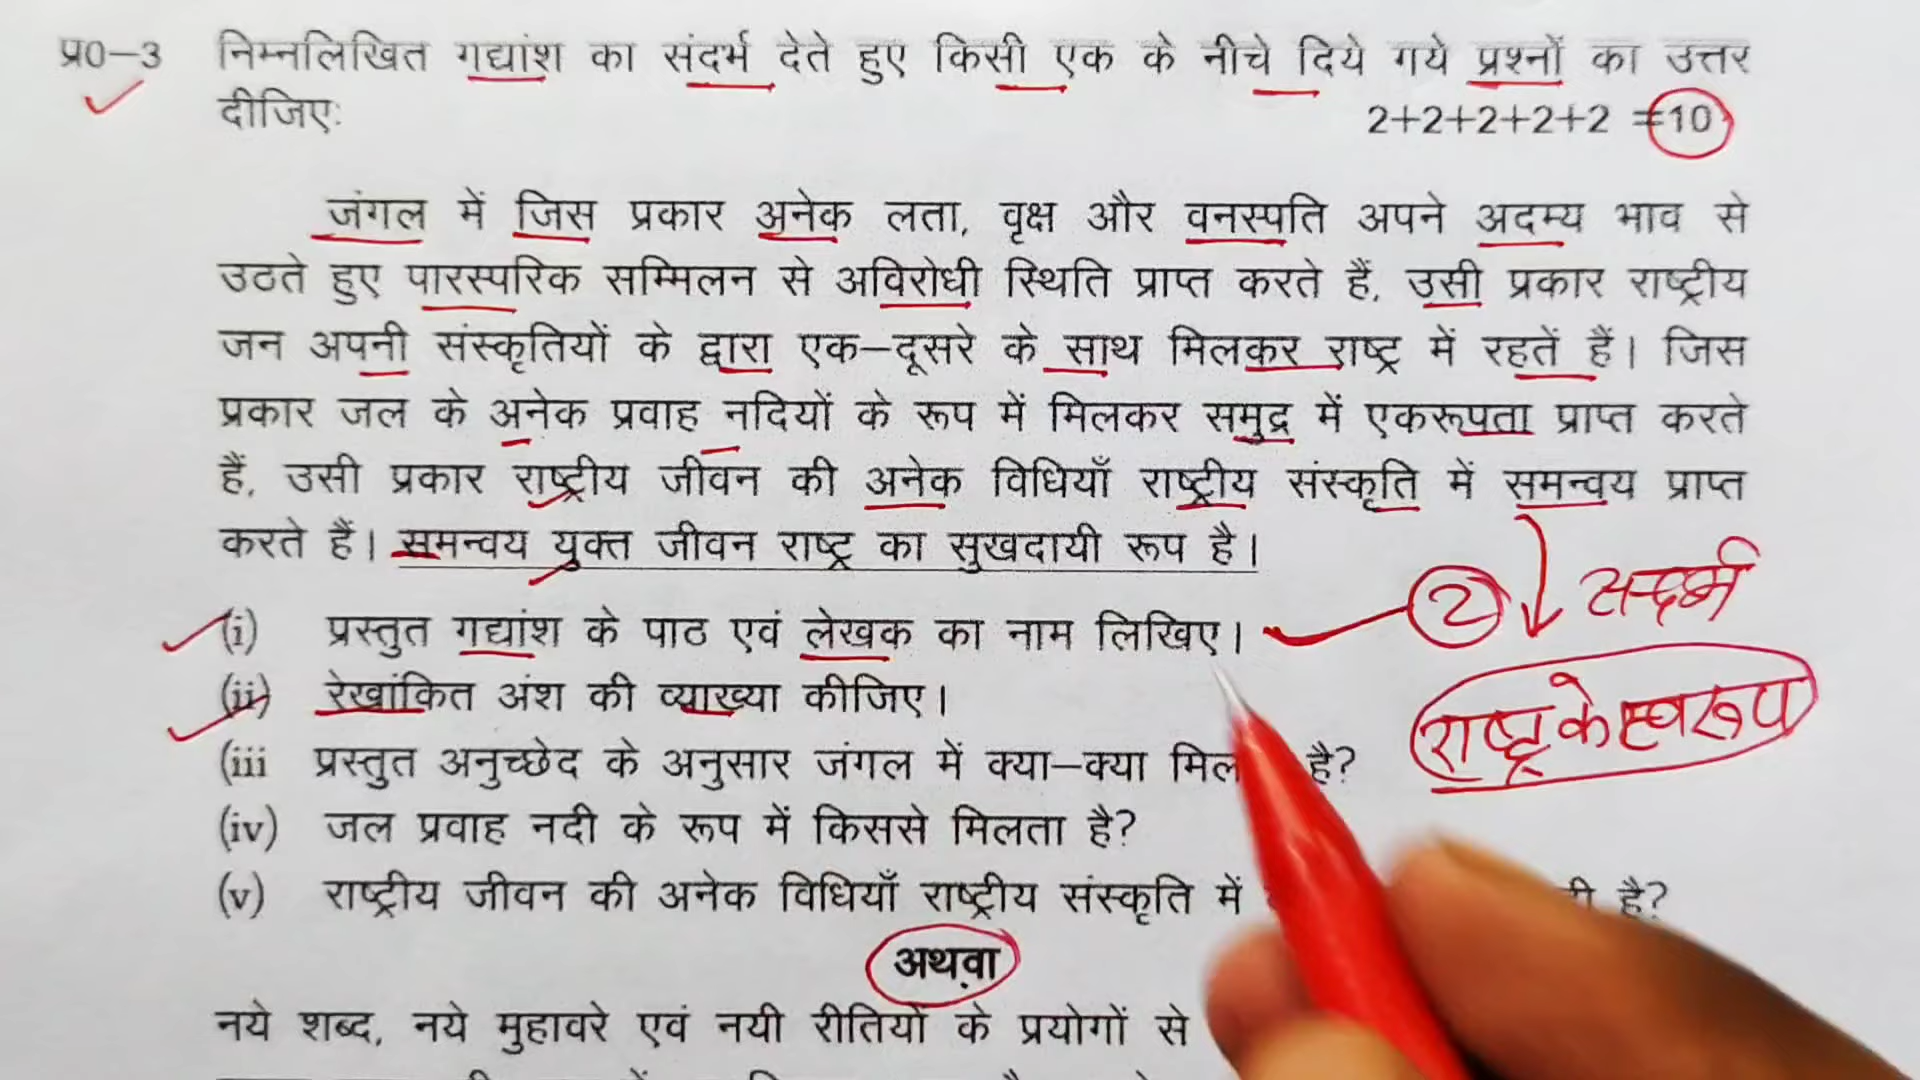 प्र0–3 निम्नलिखित गद्यांश का संदर्भ देते हुए किसी एक के नीचे दिये गये प्रश्नों का उत्तर
दीजिएः 2+2+2+2+2 =10
जंगल में जिस प्रकार अनेक लता, वृक्ष और वनस्पति अपने अदम्य भाव से
उठते हुए पारस्परिक सम्मिलन से अविरोधी स्थिति प्राप्त करते हैं, उसी प्रकार राष्ट्रीय
जन अपनी संस्कृतियों के द्वारा एक–दूसरे के साथ मिलकर राष्ट्र में रहतें हैं। जिस
प्रकार जल के अनेक प्रवाह नदियों के रूप में मिलकर समुद्र में एकरूपता प्राप्त करते
हैं, उसी प्रकार राष्ट्रीय जीवन की अनेक विधियाँ राष्ट्रीय संस्कृति में समन्वय प्राप्त
करते हैं। समन्वय युक्त जीवन राष्ट्र का सुखदायी रूप है।
(i) प्रस्तुत गद्यांश के पाठ एवं लेखक का नाम लिखिए।
2 सन्दर्भ
(ii) रेखांकित अंश की व्याख्या कीजिए।
राष्ट्र के स्वरूप
(iii प्रस्तुत अनुच्छेद के अनुसार जंगल में क्या–क्या है?
(iv) जल प्रवाह नदी के रूप में किससे मिलता है?
(v) राष्ट्रीय जीवन की अनेक विधियाँ राष्ट्रीय संस्कृति में है?
अथवा
नये शब्द, नये मुहावरे एवं नयी रीतियों के प्रयोगों से